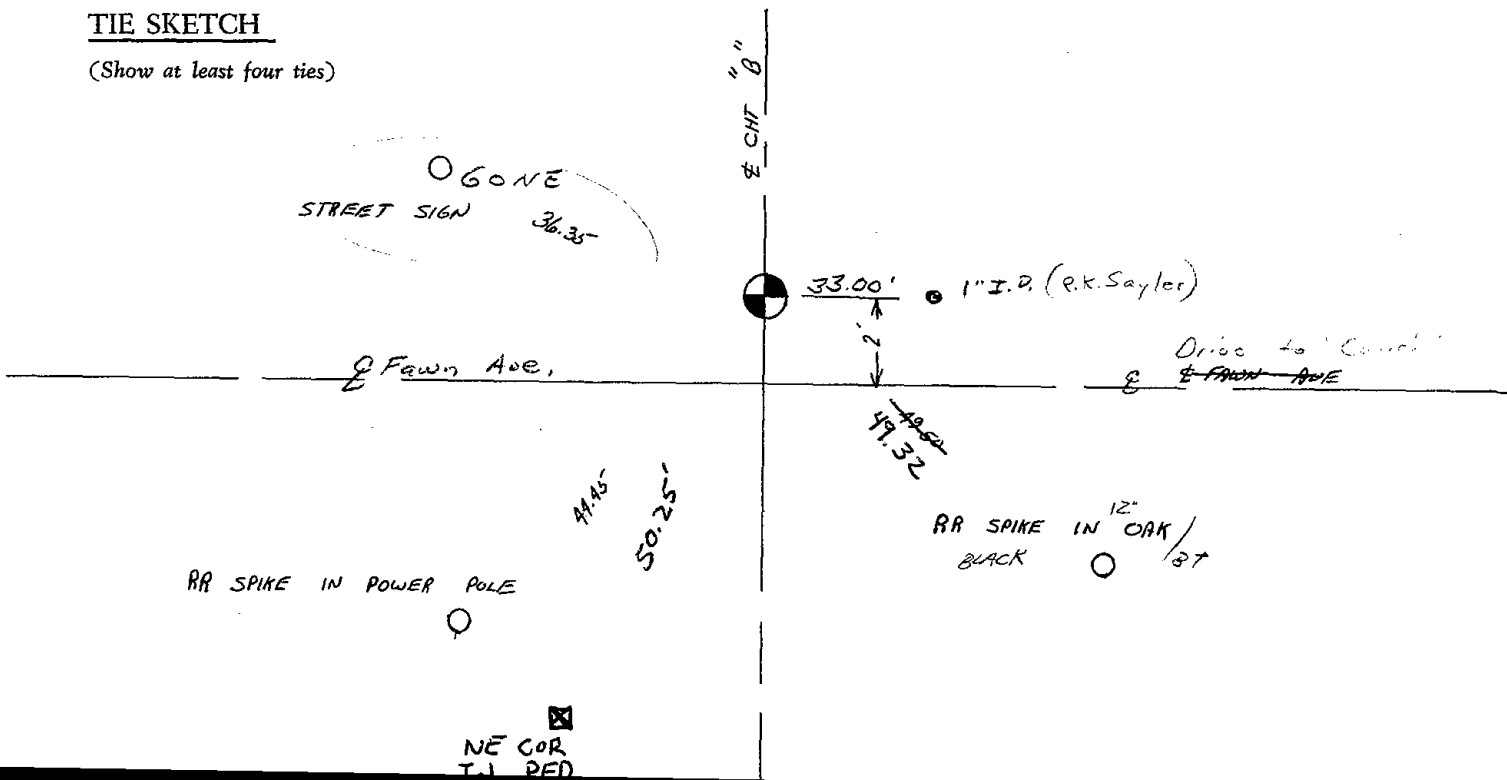 TIE SKETCH
(Show at least four ties)
℄ CHT "B"
GONE
STREET SIGN 36.35
33.00' 1" I.D. (R.K. Sayler)
2'
℄ Fawn Ave.
Drive to
℄ ℄ FAWN AVE
49.60
49.32
44.45'
50.25'
12"
RR SPIKE IN OAK / BT
BLACK
RR SPIKE IN POWER POLE
NE COR
PED